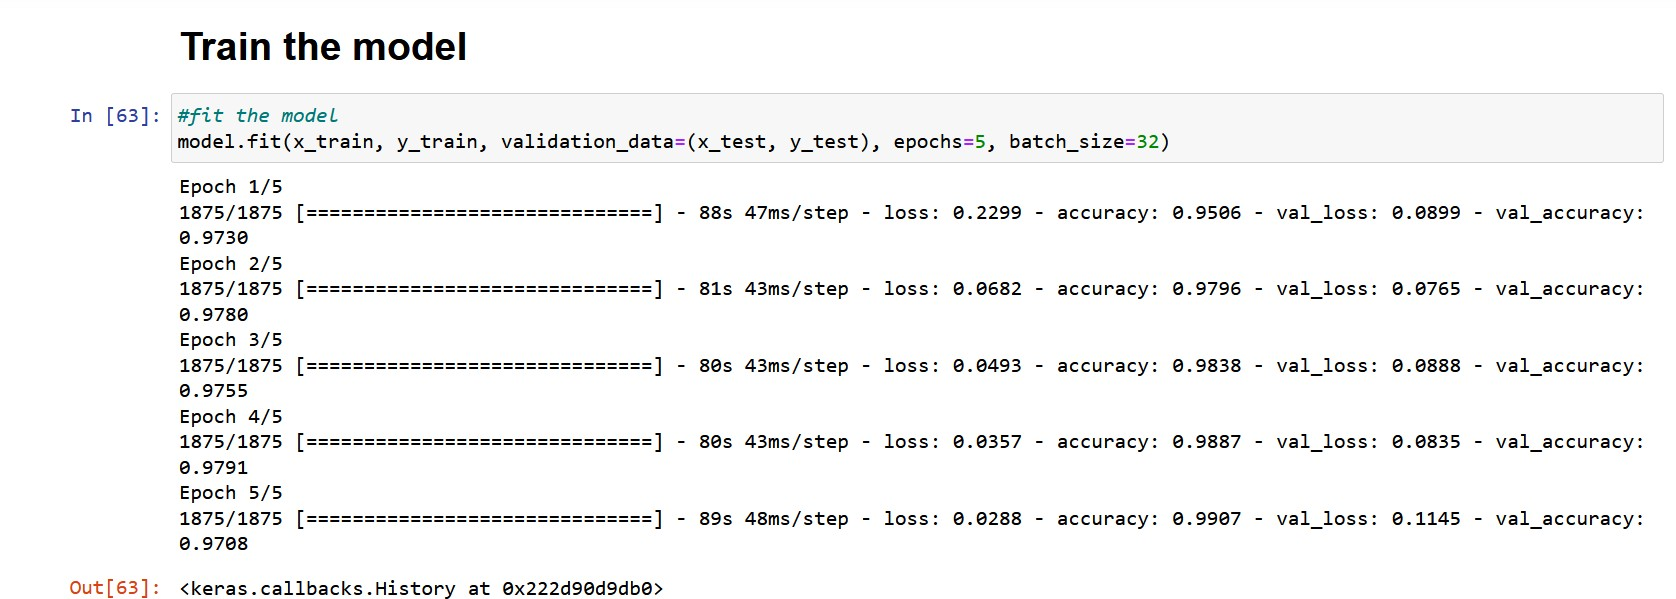 Train the model
In [63]:
#fit the model
model.fit(x_train, y_train, validation_data=(x_test, y_test), epochs=5, batch_size=32)
Epoch 1/5
1875/1875 [==============================] - 88s 47ms/step - loss: 0.2299 - accuracy: 0.9506 - val_loss: 0.0899 - val_accuracy:
0.9730
Epoch 2/5
1875/1875 [==============================] - 81s 43ms/step - loss: 0.0682 - accuracy: 0.9796 - val_loss: 0.0765 - val_accuracy:
0.9780
Epoch 3/5
1875/1875 [==============================] - 80s 43ms/step - loss: 0.0493 - accuracy: 0.9838 - val_loss: 0.0888 - val_accuracy:
0.9755
Epoch 4/5
1875/1875 [==============================] - 80s 43ms/step - loss: 0.0357 - accuracy: 0.9887 - val_loss: 0.0835 - val_accuracy:
0.9791
Epoch 5/5
1875/1875 [==============================] - 89s 48ms/step - loss: 0.0288 - accuracy: 0.9907 - val_loss: 0.1145 - val_accuracy:
0.9708
Out[63]: <keras.callbacks.History at 0x222d90d9db0>